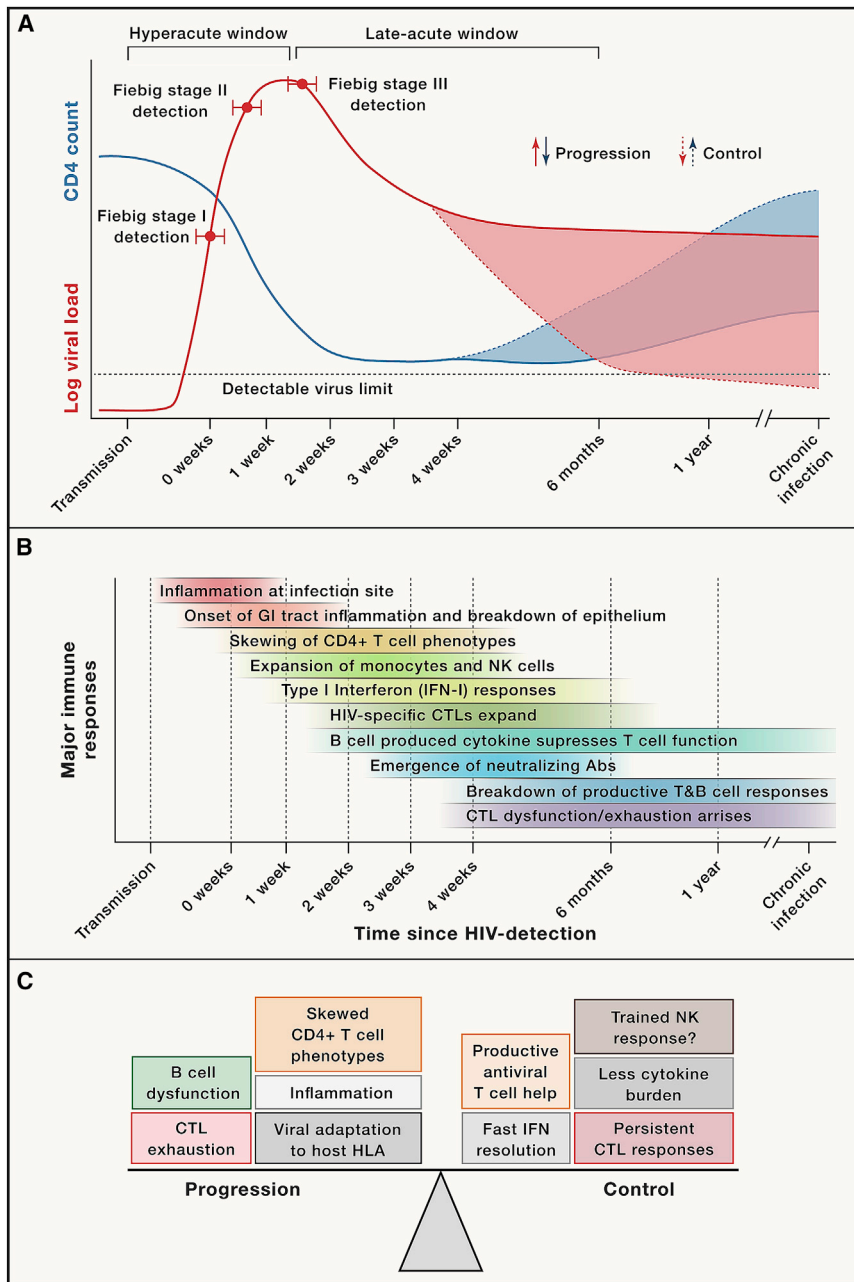 A
Hyperacute window
Late-acute window
Fiebig stage II
detection
Fiebig stage III
detection
CD4 count
Progression
Control
Fiebig stage I
detection
Log viral load
Detectable virus limit
Transmission
0 weeks
1 week
2 weeks
3 weeks
4 weeks
6 months
1 year
Chronic
infection
B
Major immune
responses
Inflammation at infection site
Onset of GI tract inflammation and breakdown of epithelium
Skewing of CD4+ T cell phenotypes
Expansion of monocytes and NK cells
Type I Interferon (IFN-I) responses
HIV-specific CTLs expand
B cell produced cytokine supresses T cell function
Emergence of neutralizing Abs
Breakdown of productive T&B cell responses
CTL dysfunction/exhaustion arrises
Transmission
0 weeks
1 week
2 weeks
3 weeks
4 weeks
6 months
1 year
Chronic
infection
Time since HIV-detection
C
Skewed
CD4+ T cell
phenotypes
B cell
dysfunction
Inflammation
CTL
exhaustion
Viral adaptation
to host HLA
Productive
antiviral
T cell help
Trained NK
response?
Less cytokine
burden
Fast IFN
resolution
Persistent
CTL responses
Progression
Control